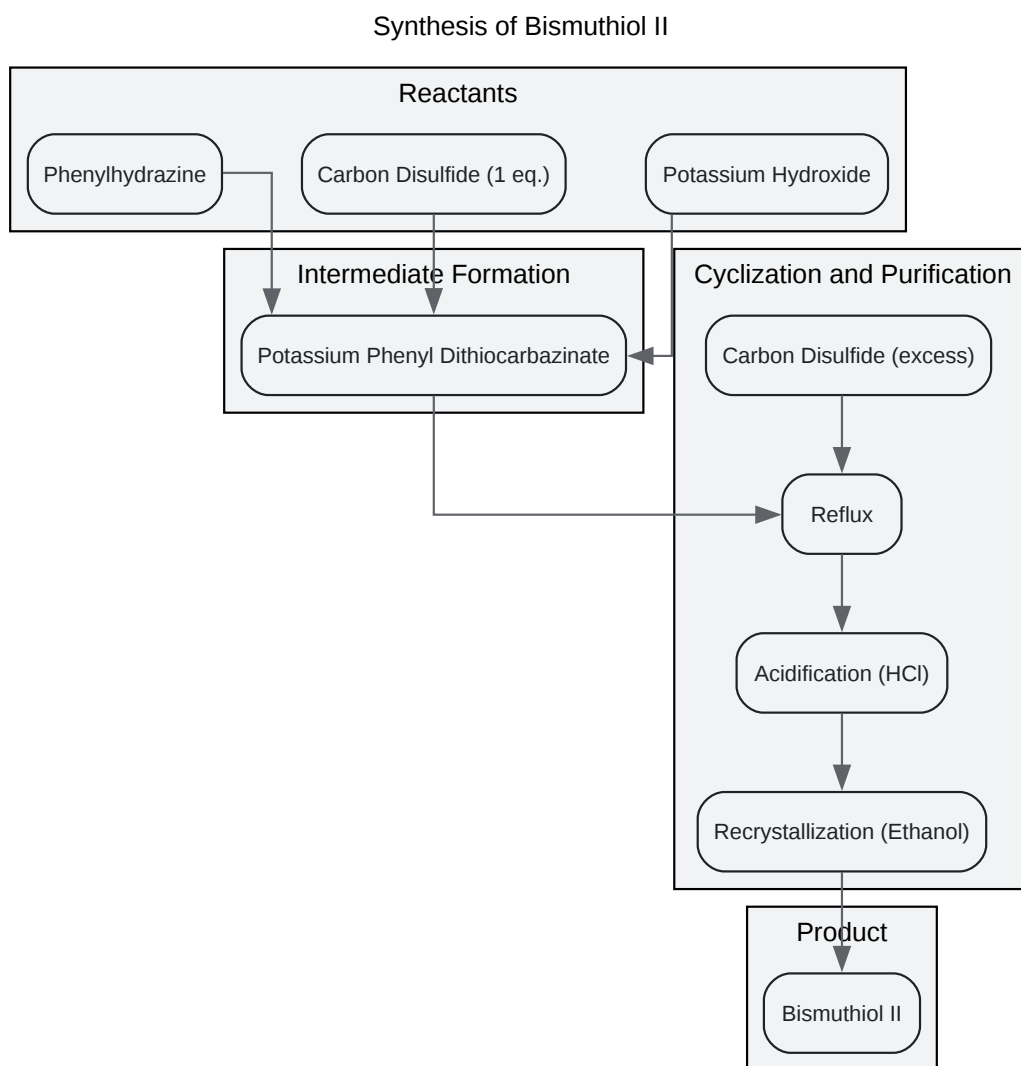 Synthesis of Bismuthiol II
Reactants
Phenylhydrazine
Carbon Disulfide (1 eq.)
Potassium Hydroxide
Intermediate Formation
Potassium Phenyl Dithiocarbazinate
Cyclization and Purification
Carbon Disulfide (excess)
Reflux
Acidification (HCl)
Recrystallization (Ethanol)
Product
Bismuthiol II